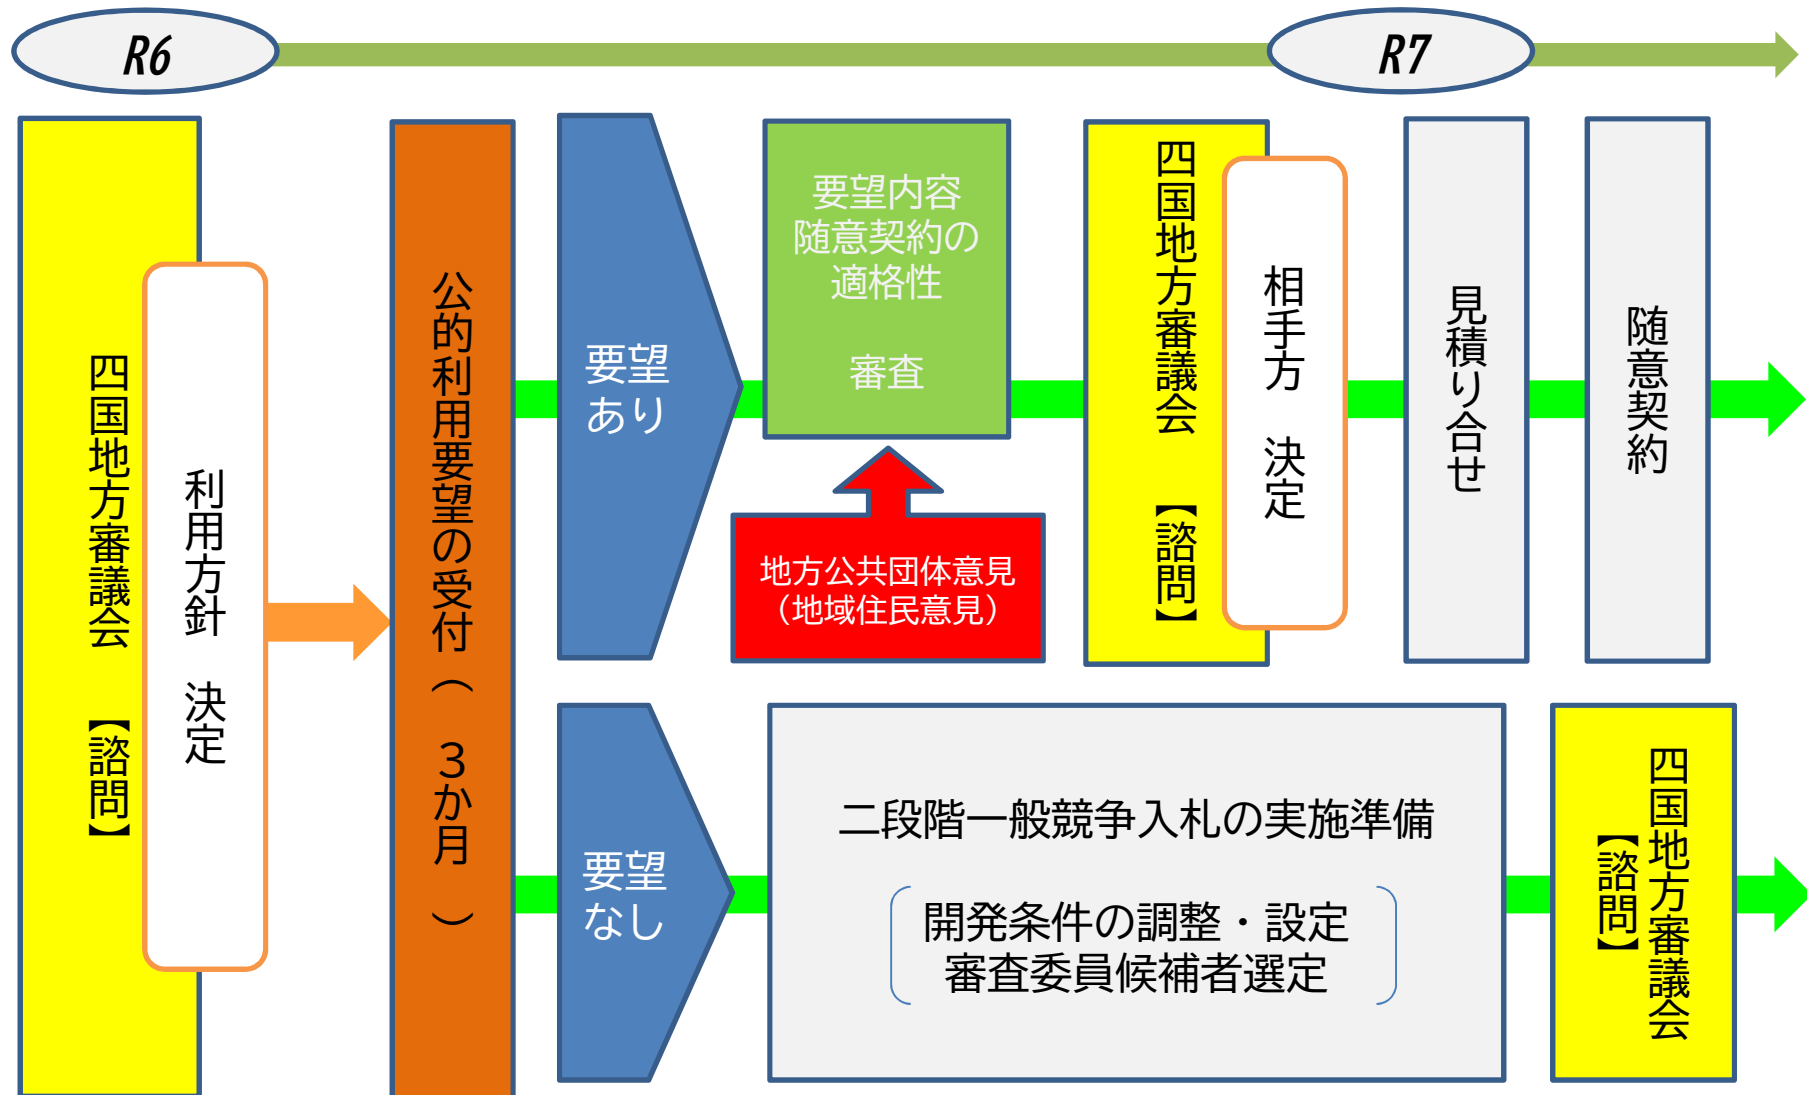 R6
R7
四国地方審議会 【諮問】
利用方針 決定
公的利用要望の受付（ 3か月 ）
要望
あり
要望内容
随意契約の
適格性
審査
地方公共団体意見
（地域住民意見）
四国地方審議会 【諮問】
相手方 決定
見積り合せ
随意契約
要望
なし
二段階一般競争入札の実施準備
開発条件の調整・設定
審査委員候補者選定
四国地方審議会
【諮問】